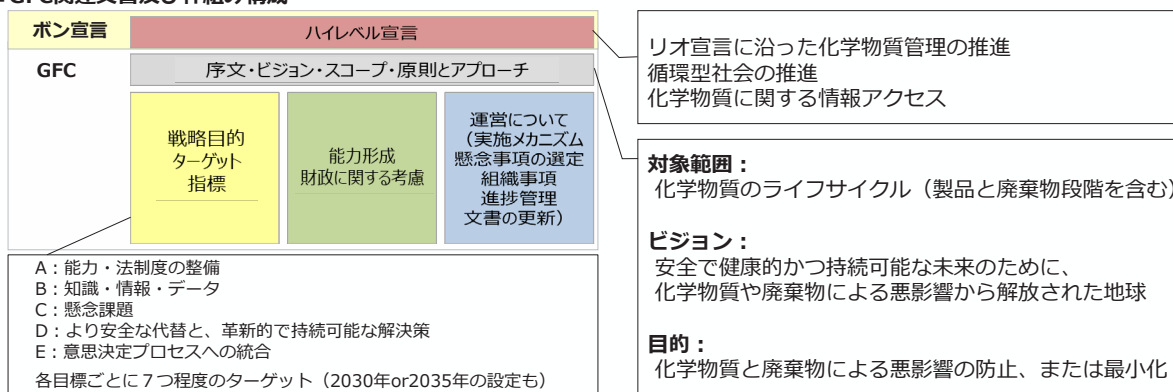 GFC関連文書及び枠組の構成
ボン宣言
ハイレベル宣言
GFC
序文・ビジョン・スコープ・原則とアプローチ
戦略目的
ターゲット
指標
能力形成
財政に関する考慮
運営について
（実施メカニズム
懸念事項の選定
組織事項
進捗管理
文書の更新）
A：能力・法制度の整備
B：知識・情報・データ
C：懸念課題
D：より安全な代替と、革新的で持続可能な解決策
E：意思決定プロセスへの統合
各目標ごとに７つ程度のターゲット（2030年or2035年の設定も）
リオ宣言に沿った化学物質管理の推進
循環型社会の推進
化学物質に関する情報アクセス
対象範囲：
化学物質のライフサイクル（製品と廃棄物段階を含む）
ビジョン：
安全で健康的かつ持続可能な未来のために、
化学物質や廃棄物による悪影響から解放された地球
目的：
化学物質と廃棄物による悪影響の防止、または最小化